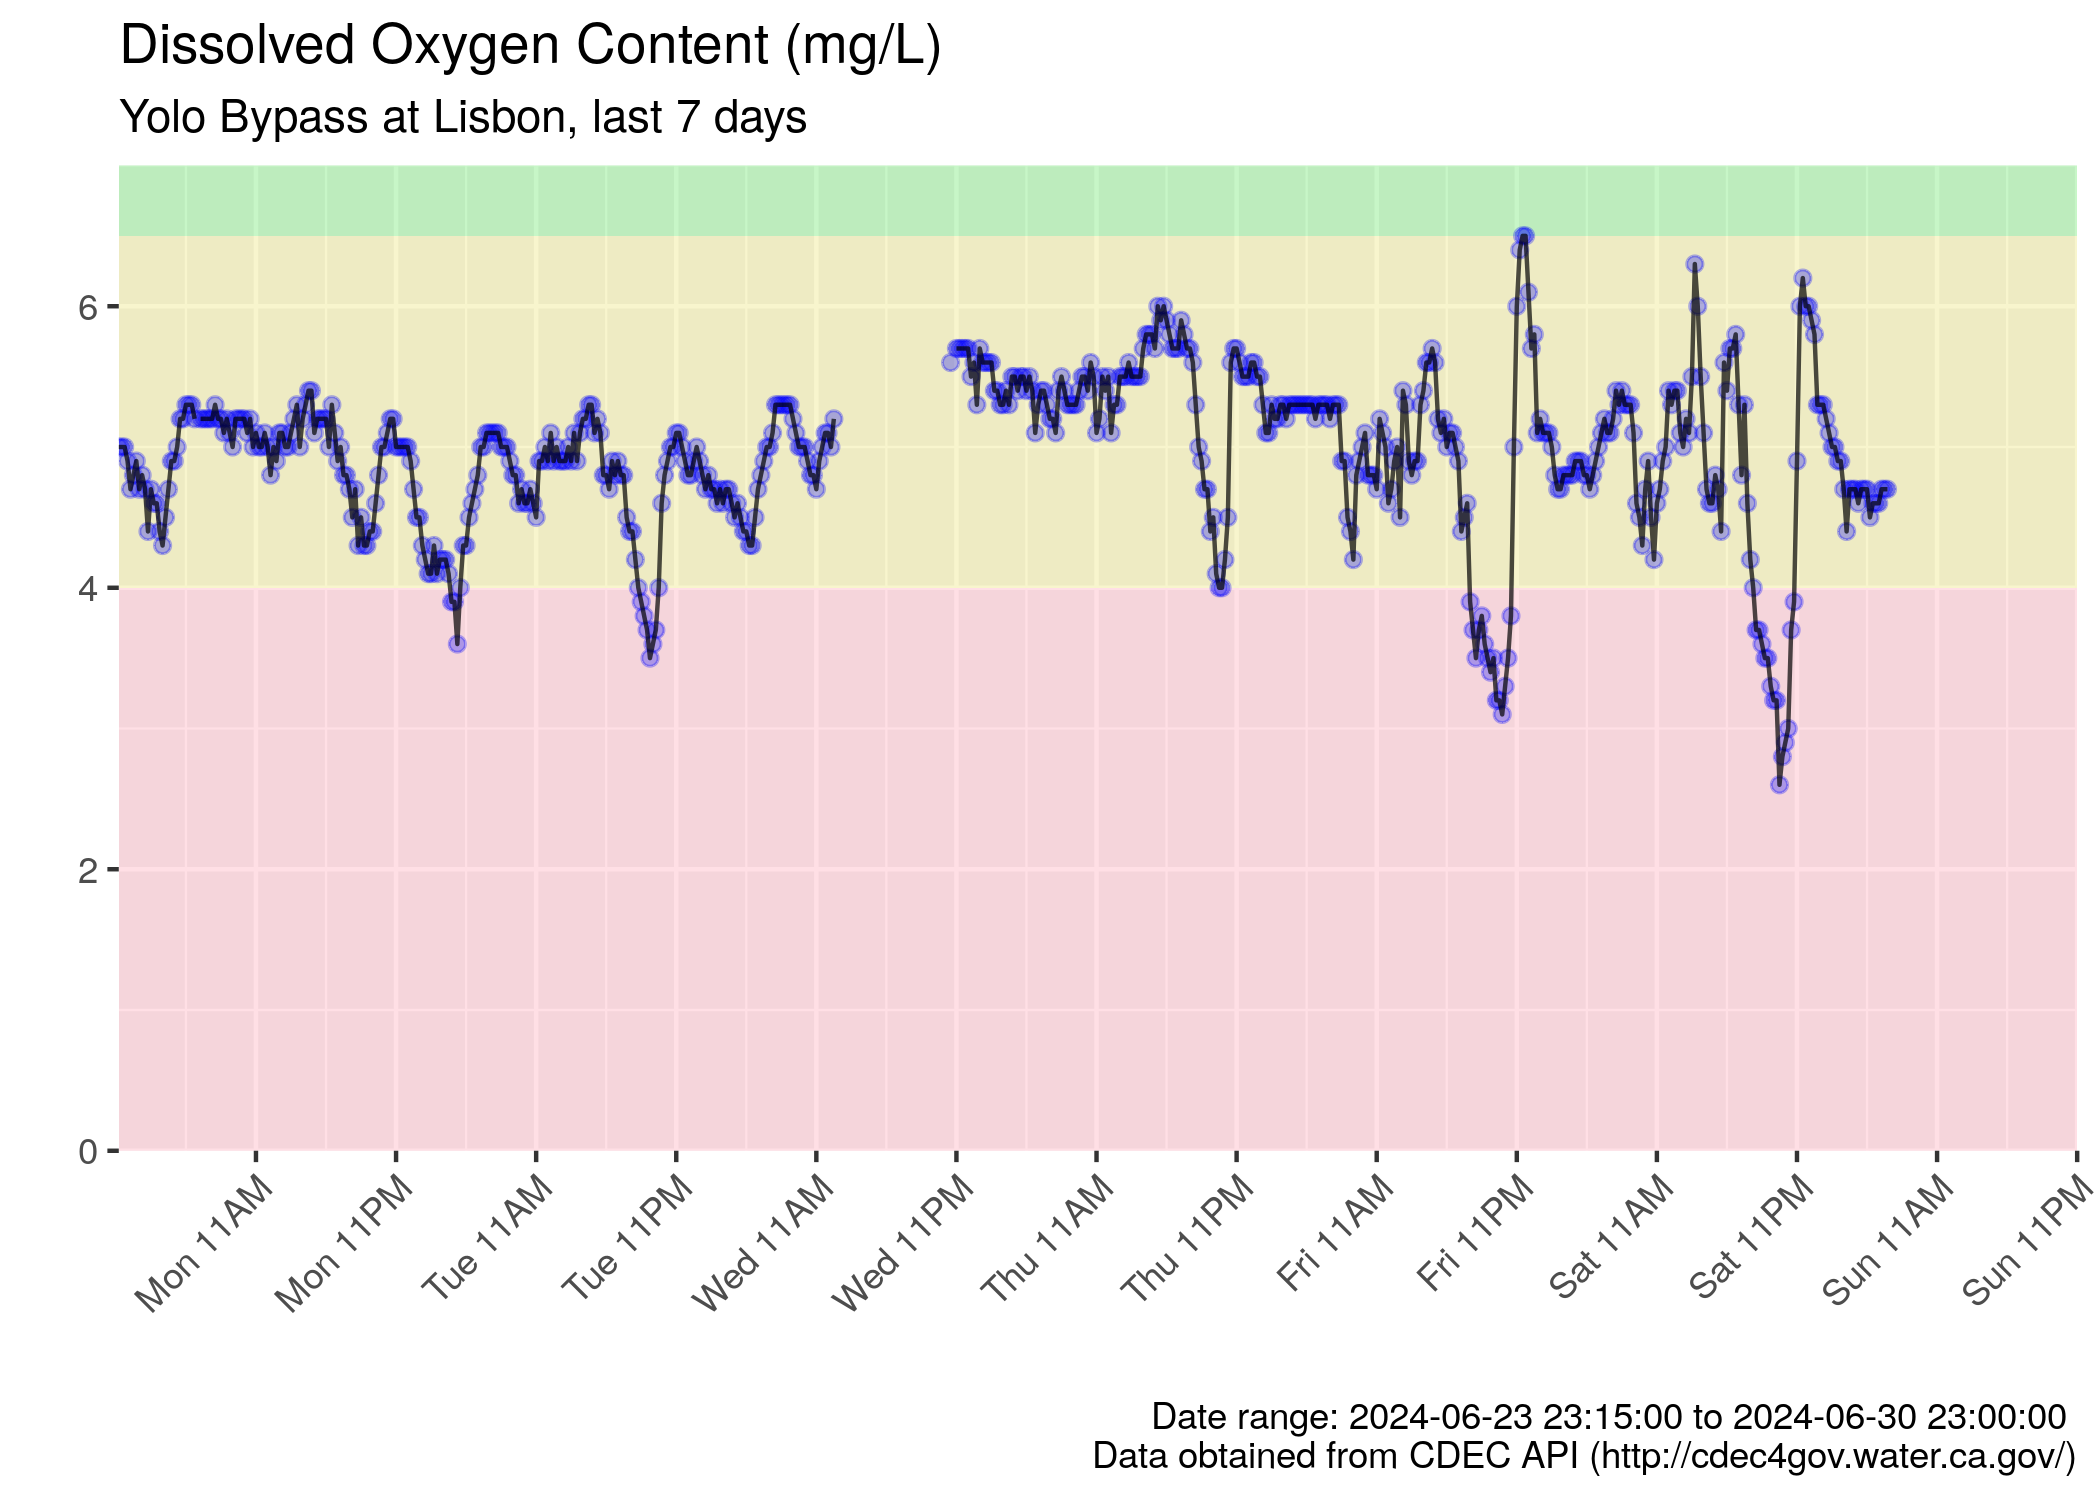 Dissolved Oxygen Content (mg/L)
Yolo Bypass at Lisbon, last 7 days
6
4
2
0
Mon 11AM
Mon 11PM
Tue 11AM
Tue 11PM
Wed 11AM
Wed 11PM
Thu 11AM
Thu 11PM
Fri 11AM
Fri 11PM
Sat 11AM
Sat 11PM
Sun 11AM
Sun 11PM
Date range: 2024-06-23 23:15:00 to 2024-06-30 23:00:00
Data obtained from CDEC API (http://cdec4gov.water.ca.gov/)